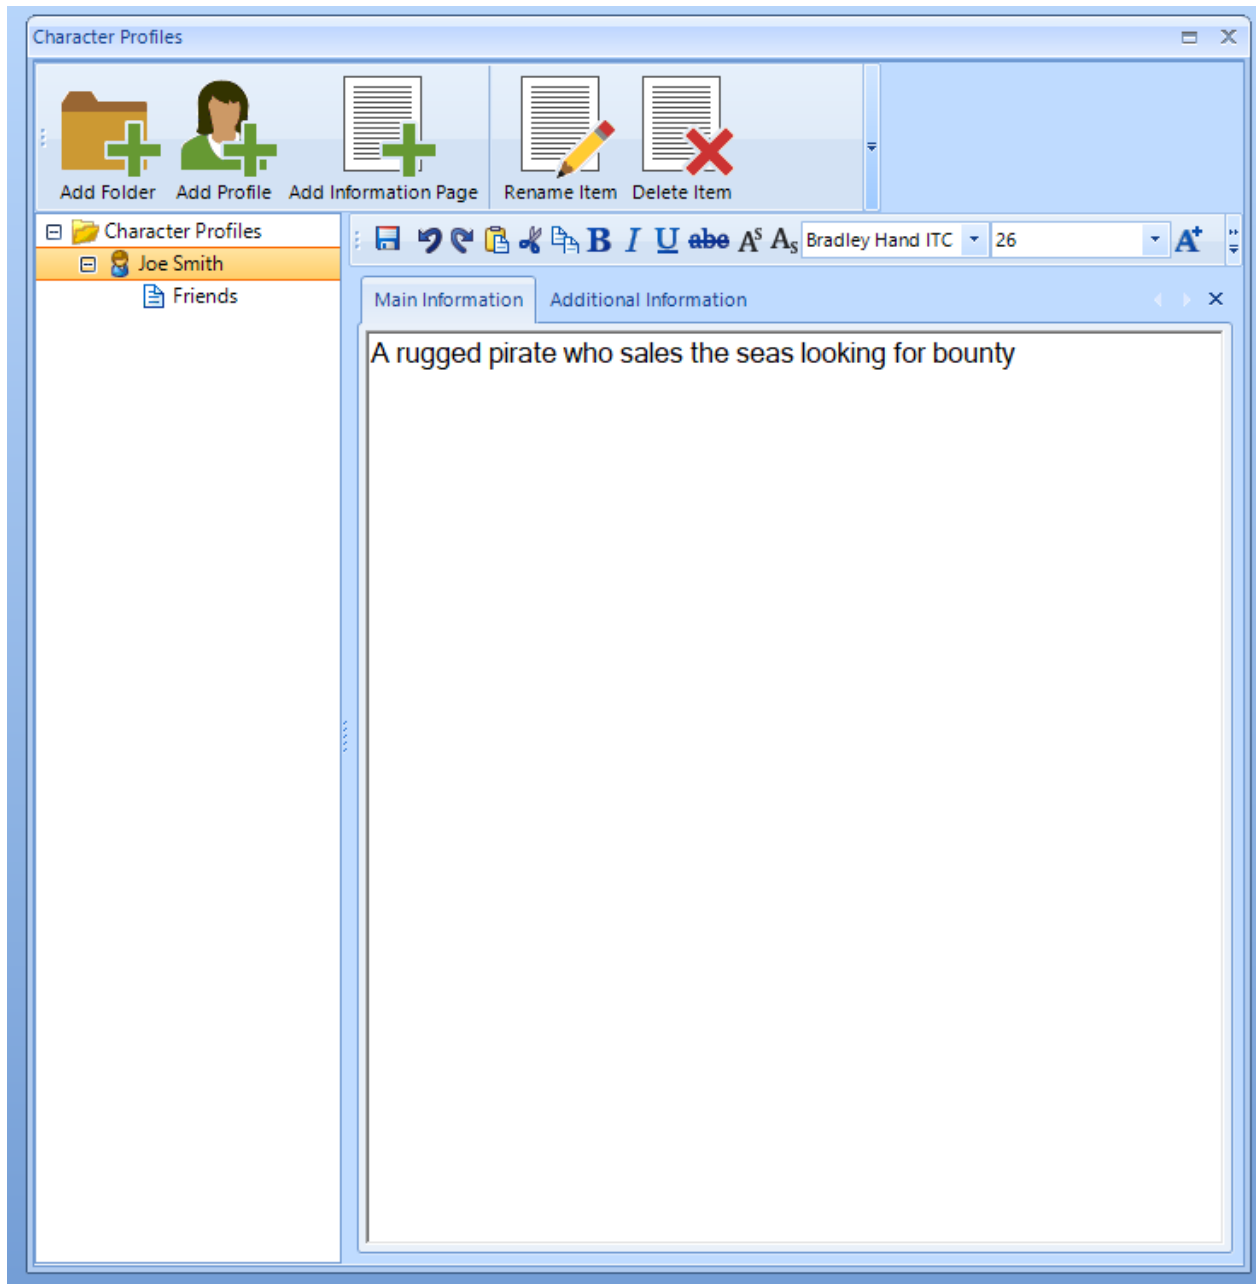 Character Profiles
Add Folder Add Profile Add Information Page Rename Item Delete Item
Character Profiles
Joe Smith
Friends
B I U abe A^S A_S Bradley Hand ITC 26 A+
Main Information Additional Information
A rugged pirate who sales the seas looking for bounty